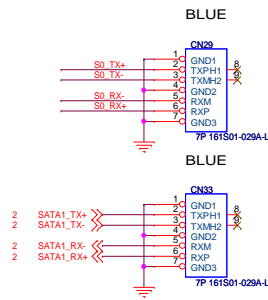 BLUE
CN29
1 GND1
S0_TX+ 2 TXPH1 8
S0_TX- 3 TXMH2 9
4 GND2
S0_RX- 5 RXM
S0_RX+ 6 RXP
7 GND3
7P 161S01-029A-L
BLUE
CN33
1 GND1
2 SATA1_TX+ 2 TXPH1 8
2 SATA1_TX- 3 TXMH2 9
4 GND2
2 SATA1_RX- 5 RXM
2 SATA1_RX+ 6 RXP
7 GND3
7P 161S01-029A-L